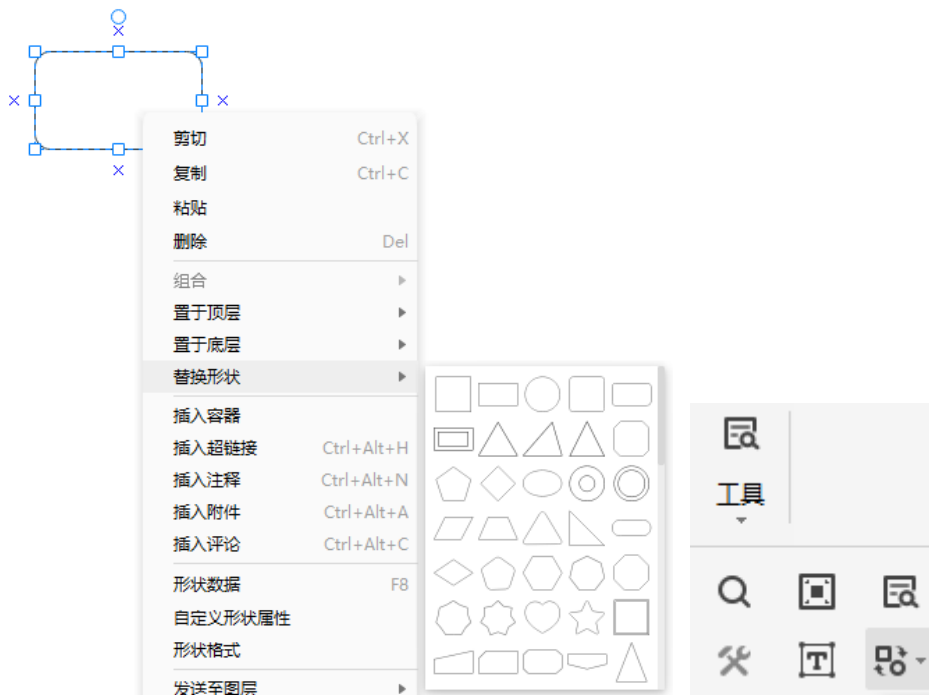 剪切 Ctrl+X
复制 Ctrl+C
粘贴
删除 Del
组合
置于顶层
置于底层
替换形状
插入容器
插入超链接 Ctrl+Alt+H
插入注释 Ctrl+Alt+N
插入附件 Ctrl+Alt+A
插入评论 Ctrl+Alt+C
形状数据 F8
自定义形状属性
形状格式
发送至图层
工具
T